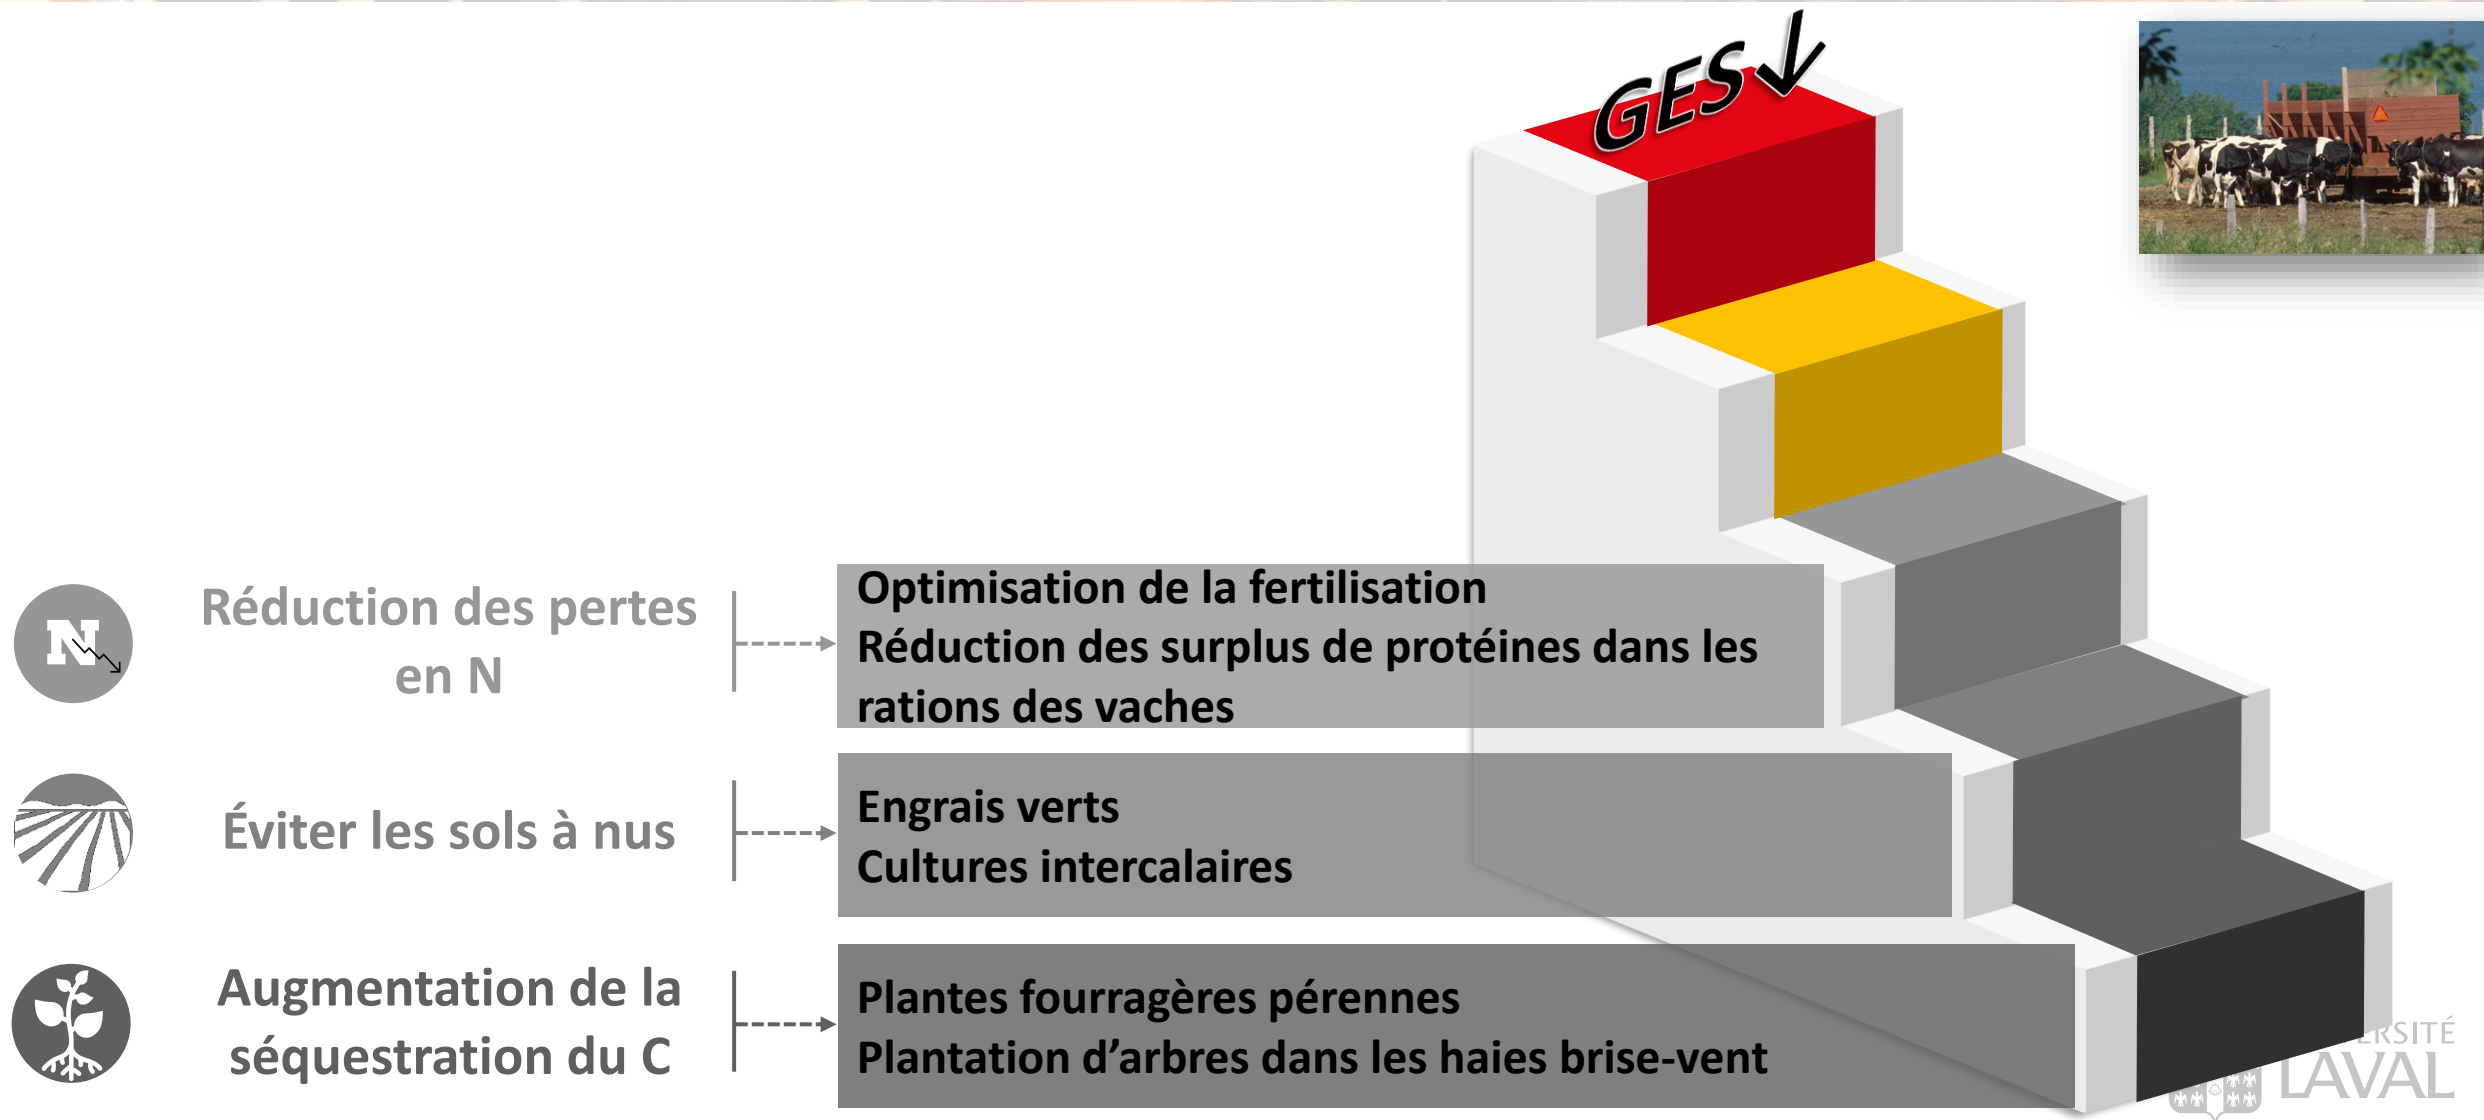 GES↓
Réduction des pertes
en N
Optimisation de la fertilisation
Réduction des surplus de protéines dans les
rations des vaches
N
Éviter les sols à nus
Engrais verts
Cultures intercalaires
Augmentation de la
séquestration du C
Plantes fourragères pérennes
Plantation d’arbres dans les haies brise-vent
LAVAL